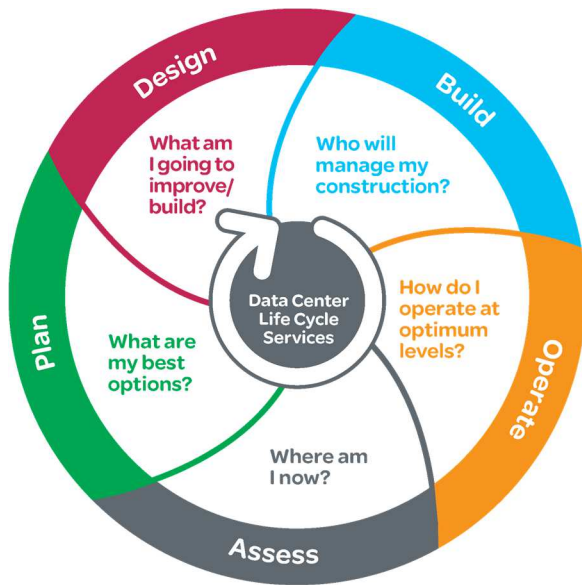 Design
What am
I going to
improve/
build?
Build
Who will
manage my
construction?
Operate
How do I
operate at
optimum
levels?
Assess
Where am
I now?
Plan
What are
my best
options?
Data Center
Life Cycle
Services